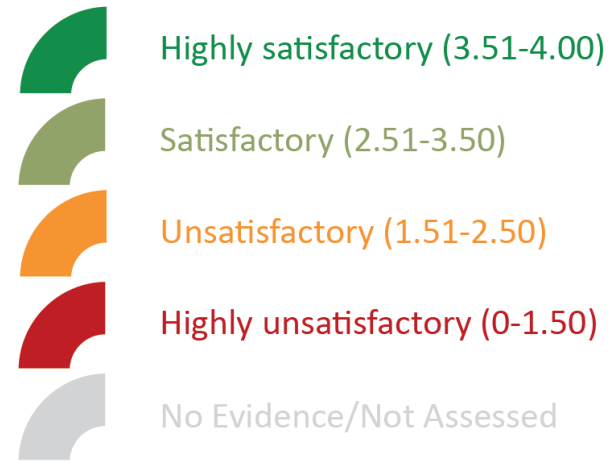 Highly satisfactory (3.51-4.00)
Satisfactory (2.51-3.50)
Unsatisfactory (1.51-2.50)
Highly unsatisfactory (0-1.50)
No Evidence/Not Assessed